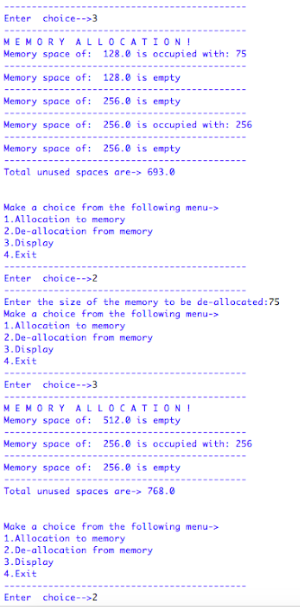 ------------------------------------------------
Enter  choice-->3
------------------------------------------------
M E M O R Y  A L L O C A T I O N !
Memory space of:  128.0 is occupied with: 75
------------------------------------------------
Memory space of:  128.0 is empty
------------------------------------------------
Memory space of:  256.0 is empty
------------------------------------------------
Memory space of:  256.0 is occupied with: 256
------------------------------------------------
Memory space of:  256.0 is empty
------------------------------------------------
Total unused spaces are-> 693.0
Make a choice from the following menu->
1.Allocation to memory
2.De-allocation from memory
3.Display
4.Exit
------------------------------------------------
Enter  choice-->2
------------------------------------------------
Enter the size of the memory to be de-allocated:75
Make a choice from the following menu->
1.Allocation to memory
2.De-allocation from memory
3.Display
4.Exit
------------------------------------------------
Enter  choice-->3
------------------------------------------------
M E M O R Y  A L L O C A T I O N !
Memory space of:  512.0 is empty
------------------------------------------------
Memory space of:  256.0 is occupied with: 256
------------------------------------------------
Memory space of:  256.0 is empty
------------------------------------------------
Total unused spaces are-> 768.0
Make a choice from the following menu->
1.Allocation to memory
2.De-allocation from memory
3.Display
4.Exit
------------------------------------------------
Enter  choice-->2